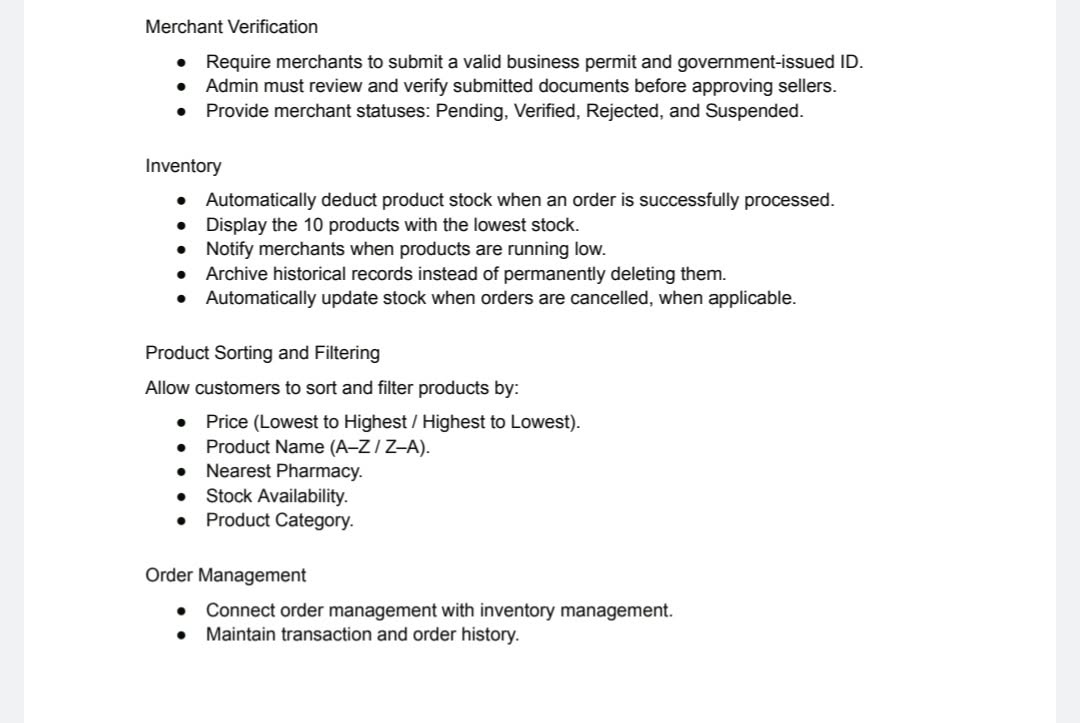 Merchant Verification
● Require merchants to submit a valid business permit and government-issued ID.
● Admin must review and verify submitted documents before approving sellers.
● Provide merchant statuses: Pending, Verified, Rejected, and Suspended.
Inventory
● Automatically deduct product stock when an order is successfully processed.
● Display the 10 products with the lowest stock.
● Notify merchants when products are running low.
● Archive historical records instead of permanently deleting them.
● Automatically update stock when orders are cancelled, when applicable.
Product Sorting and Filtering
Allow customers to sort and filter products by:
● Price (Lowest to Highest / Highest to Lowest).
● Product Name (A–Z / Z–A).
● Nearest Pharmacy.
● Stock Availability.
● Product Category.
Order Management
● Connect order management with inventory management.
● Maintain transaction and order history.